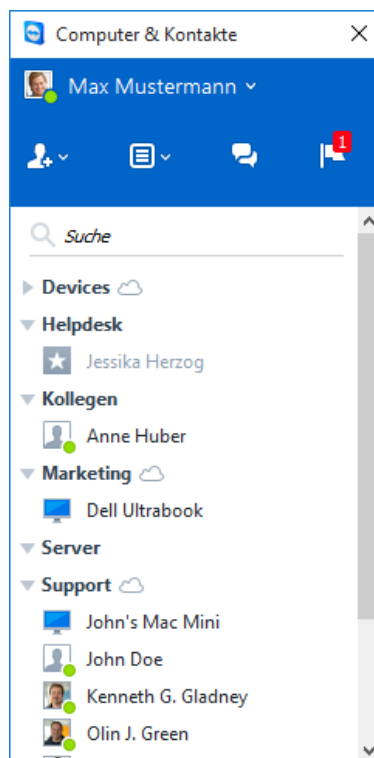 Computer & Kontakte
Max Mustermann
1
Suche
Devices
Helpdesk
Jessika Herzog
Kollegen
Anne Huber
Marketing
Dell Ultrabook
Server
Support
John's Mac Mini
John Doe
Kenneth G. Gladney
Olin J. Green